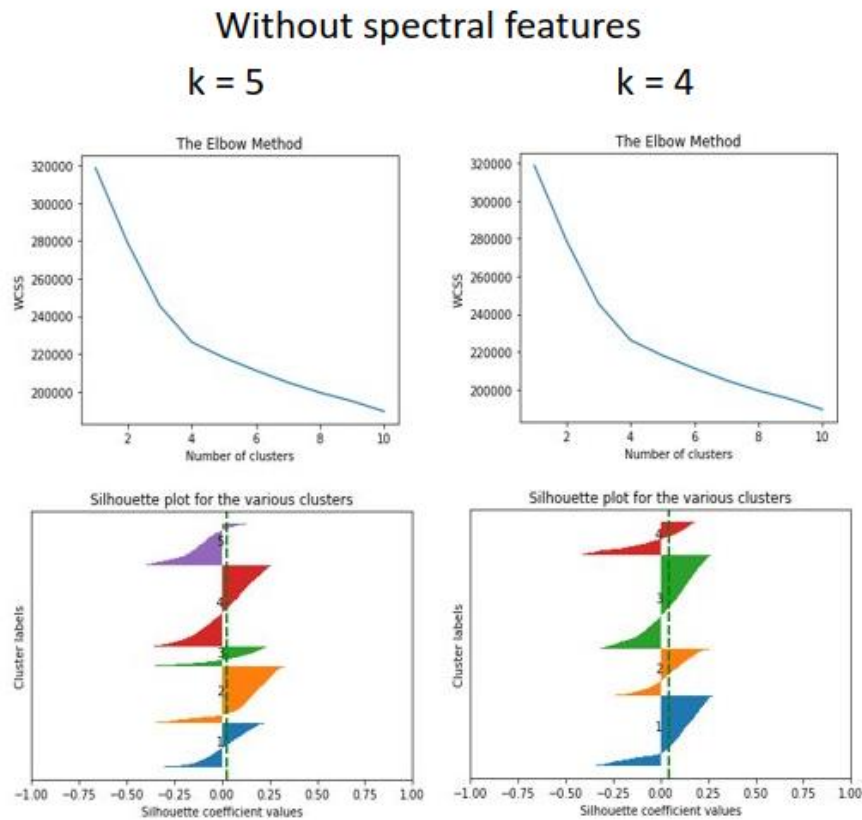 Without spectral features
k = 5
k = 4
The Elbow Method
320000
300000
280000
260000
240000
220000
200000
WCSS
2 4 6 8 10
Number of clusters
The Elbow Method
320000
300000
280000
260000
240000
220000
200000
WCSS
2 4 6 8 10
Number of clusters
Silhouette plot for the various clusters
Cluster labels
5
4
3
2
1
−1.00 −0.75 −0.50 −0.25 0.00 0.25 0.50 0.75 1.00
Silhouette coefficient values
Silhouette plot for the various clusters
Cluster labels
4
3
2
1
−1.00 −0.75 −0.50 −0.25 0.00 0.25 0.50 0.75 1.00
Silhouette coefficient values